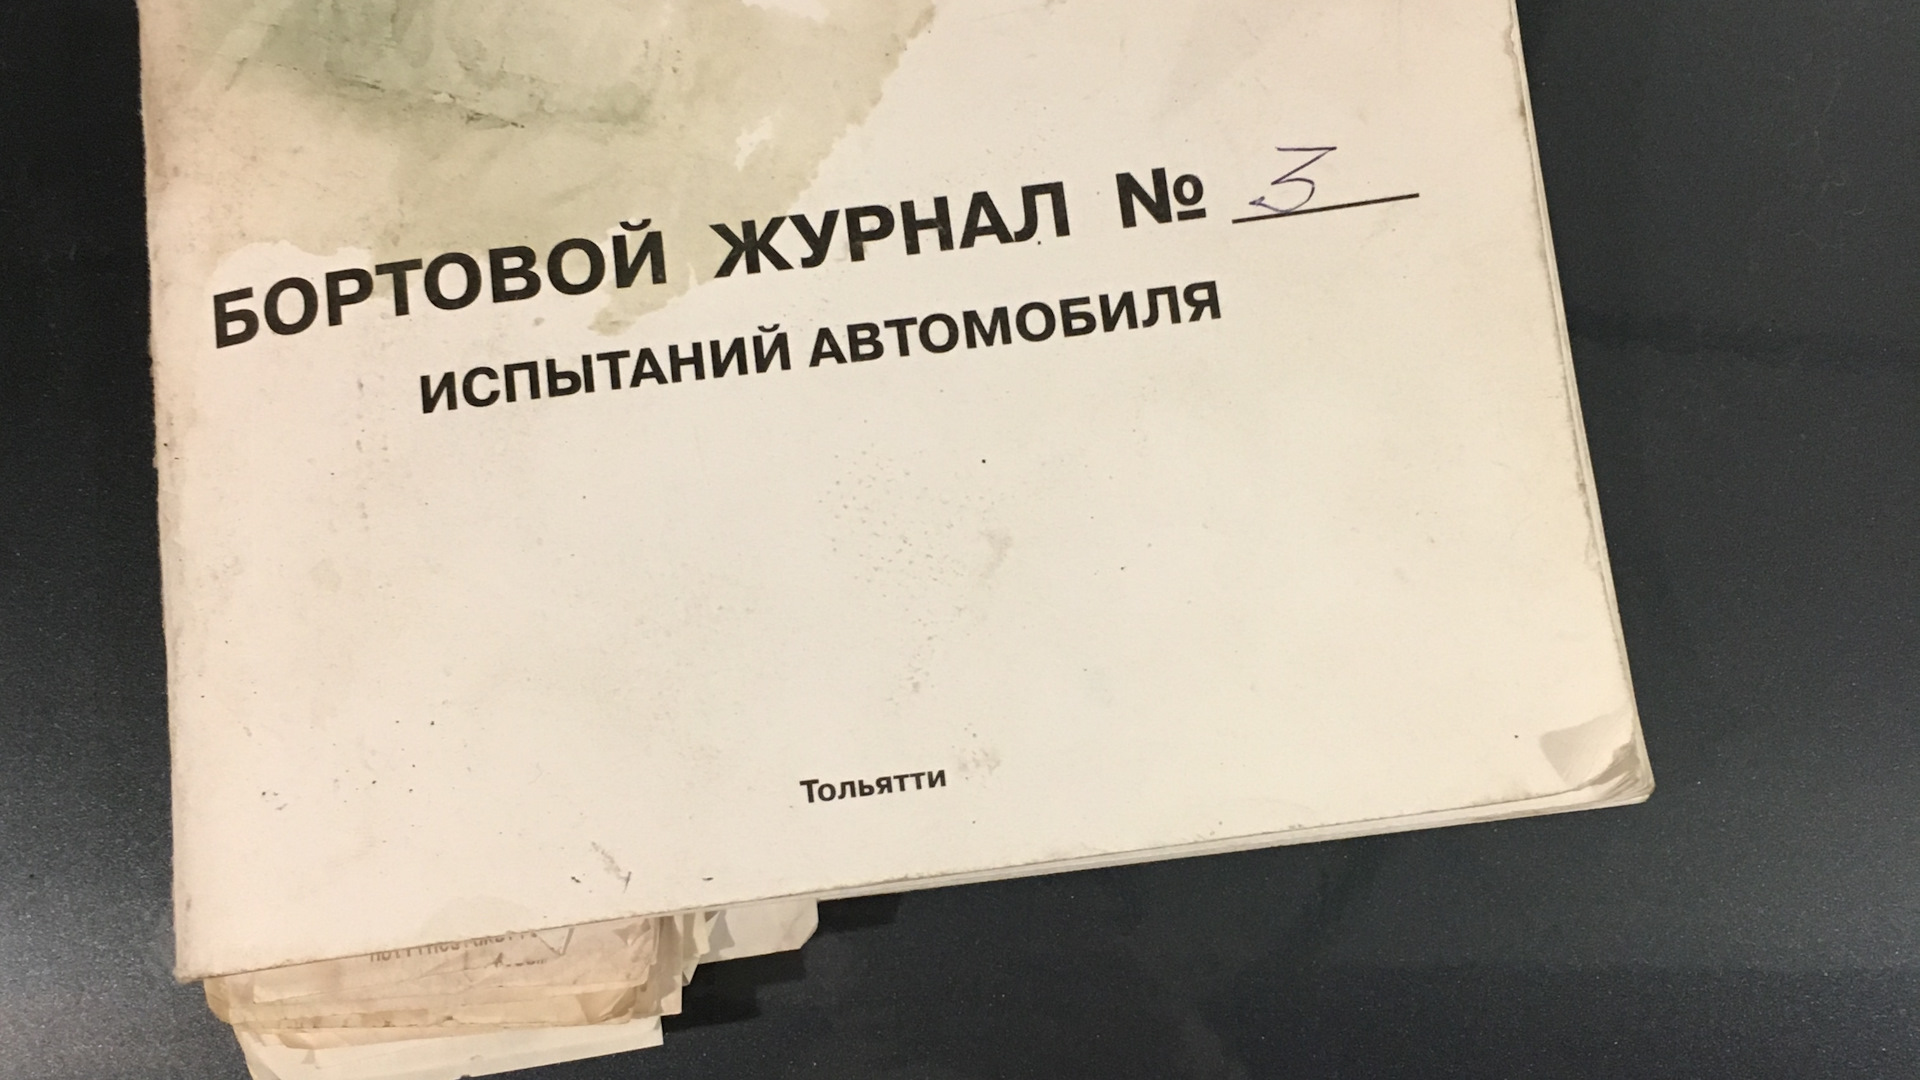 БОРТОВОЙ ЖУРНАЛ № 3
ИСПЫТАНИЙ АВТОМОБИЛЯ
Тольятти